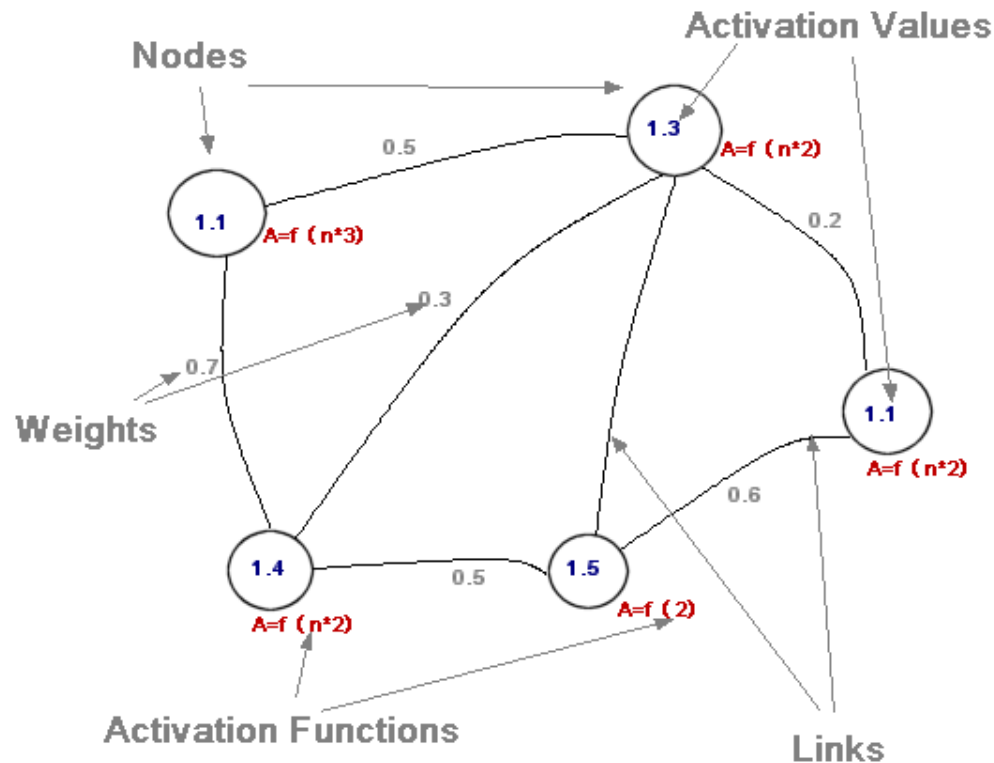 Activation Values
Nodes
1.3
0.5
A=f (n*2)
1.1
0.2
A=f (n*3)
0.3
0.7
Weights
1.1
A=f (n*2)
0.6
1.4
0.5
1.5
A=f (2)
A=f (n*2)
Activation Functions
Links